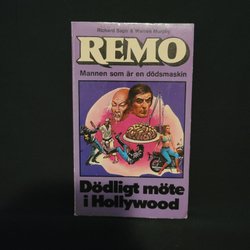 Richard Sapir & Warren Murphy
REMO
Mannen som är en dödsmaskin
Dödligt möte
i Hollywood